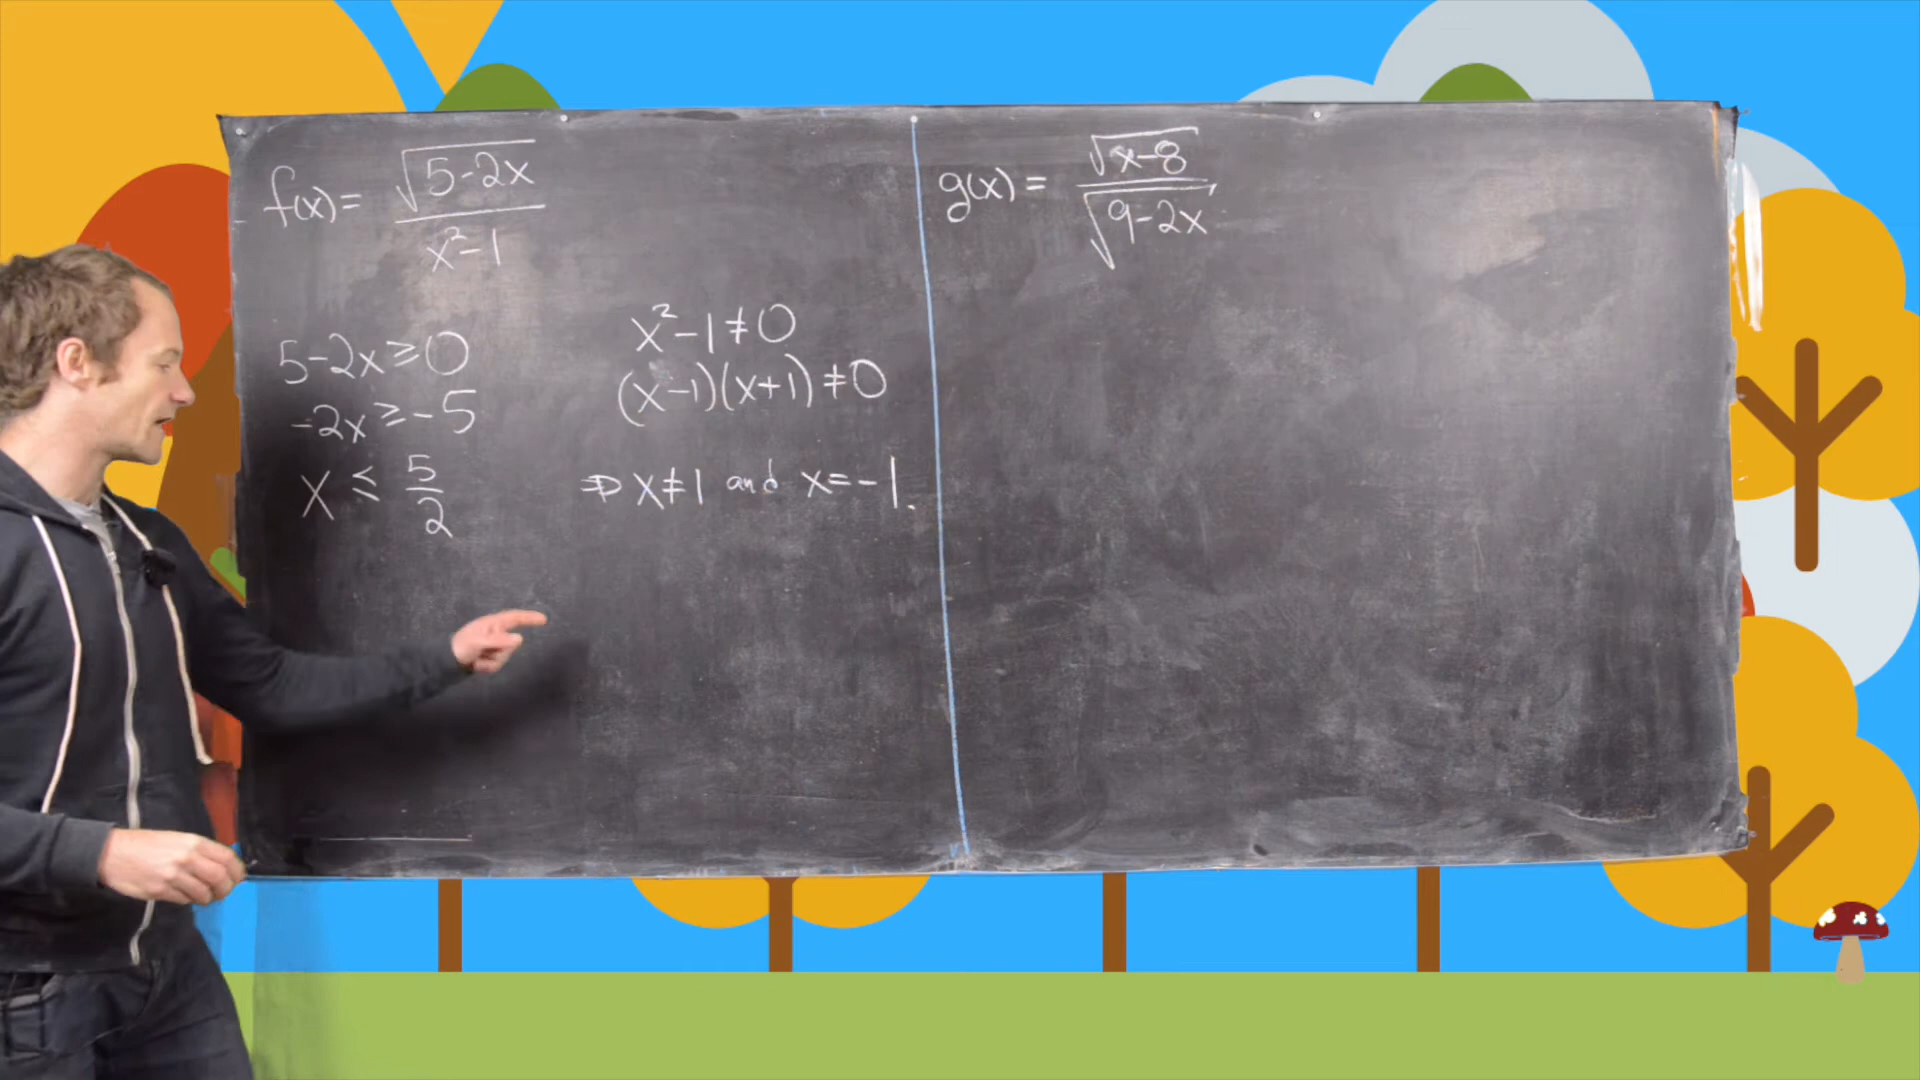 f(x) = √(5-2x) / (x²-1)
5-2x ≥ 0
-2x ≥ -5
x ≤ 5/2
x²-1 ≠ 0
(x-1)(x+1) ≠ 0
⇒ x ≠ 1 and x = -1.
g(x) = √(x-8) / √(9-2x)